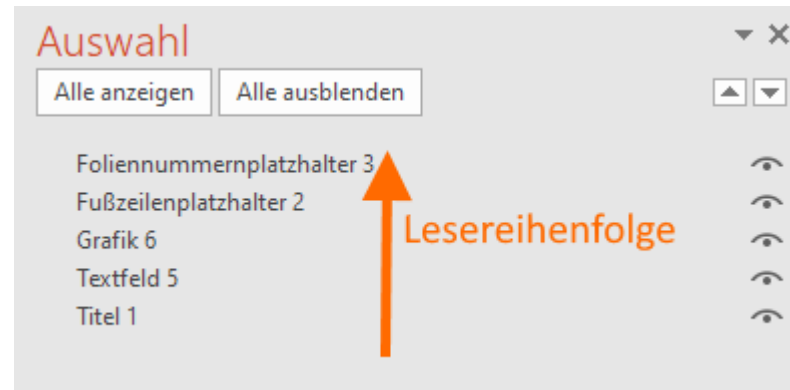 Auswahl
Alle anzeigen Alle ausblenden
Foliennummernplatzhalter 3
Fußzeilenplatzhalter 2
Grafik 6
Lesereihenfolge
Textfeld 5
Titel 1